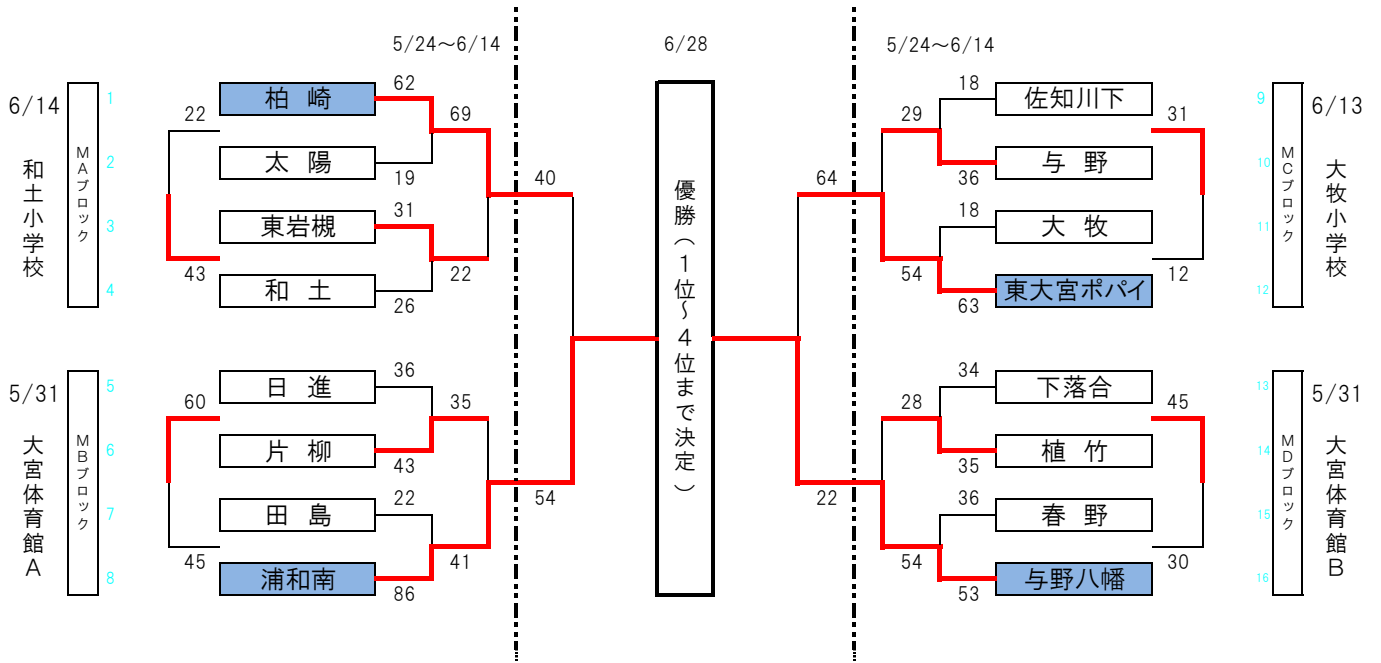 5/24～6/14
6/28
5/24～6/14
6/14
和土小学校
MAブロック
1
柏 崎
62
22
69
2
太 陽
19
40
3
東岩槻
31
43
22
4
和 土
26
5/31
大宮体育館A
MBブロック
5
日 進
36
60
35
6
片 柳
43
54
7
田 島
22
45
41
8
浦和南
86
優勝（1位～4位まで決定）
18
佐知川下
9
29
31
36
与 野
10
64
18
大 牧
11
54
12
63
東大宮ポパイ
12
MCブロック
6/13
大牧小学校
34
下落合
13
28
45
35
植 竹
14
22
36
春 野
15
54
30
53
与野八幡
16
MDブロック
5/31
大宮体育館B